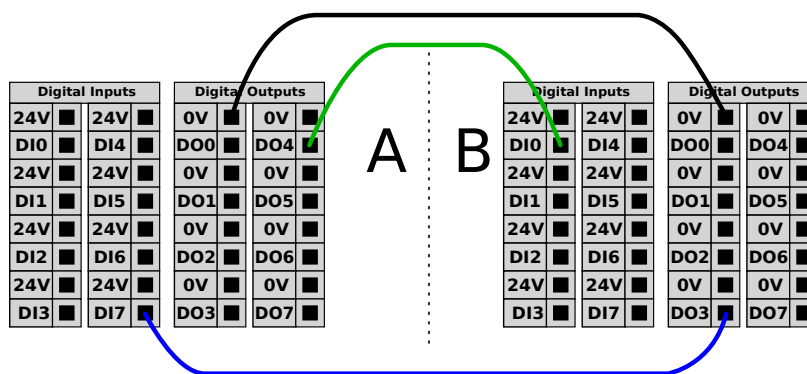 Digital Inputs Digital Outputs Digital Inputs Digital Outputs
24V 24V 0V 0V 24V 24V 0V 0V
DI0 DI4 DO0 DO4 A B DI0 DI4 DO0 DO4
24V 24V 0V 0V 24V 24V 0V 0V
DI1 DI5 DO1 DO5 DI1 DI5 DO1 DO5
24V 24V 0V 0V 24V 24V 0V 0V
DI2 DI6 DO2 DO6 DI2 DI6 DO2 DO6
24V 24V 0V 0V 24V 24V 0V 0V
DI3 DI7 DO3 DO7 DI3 DI7 DO3 DO7